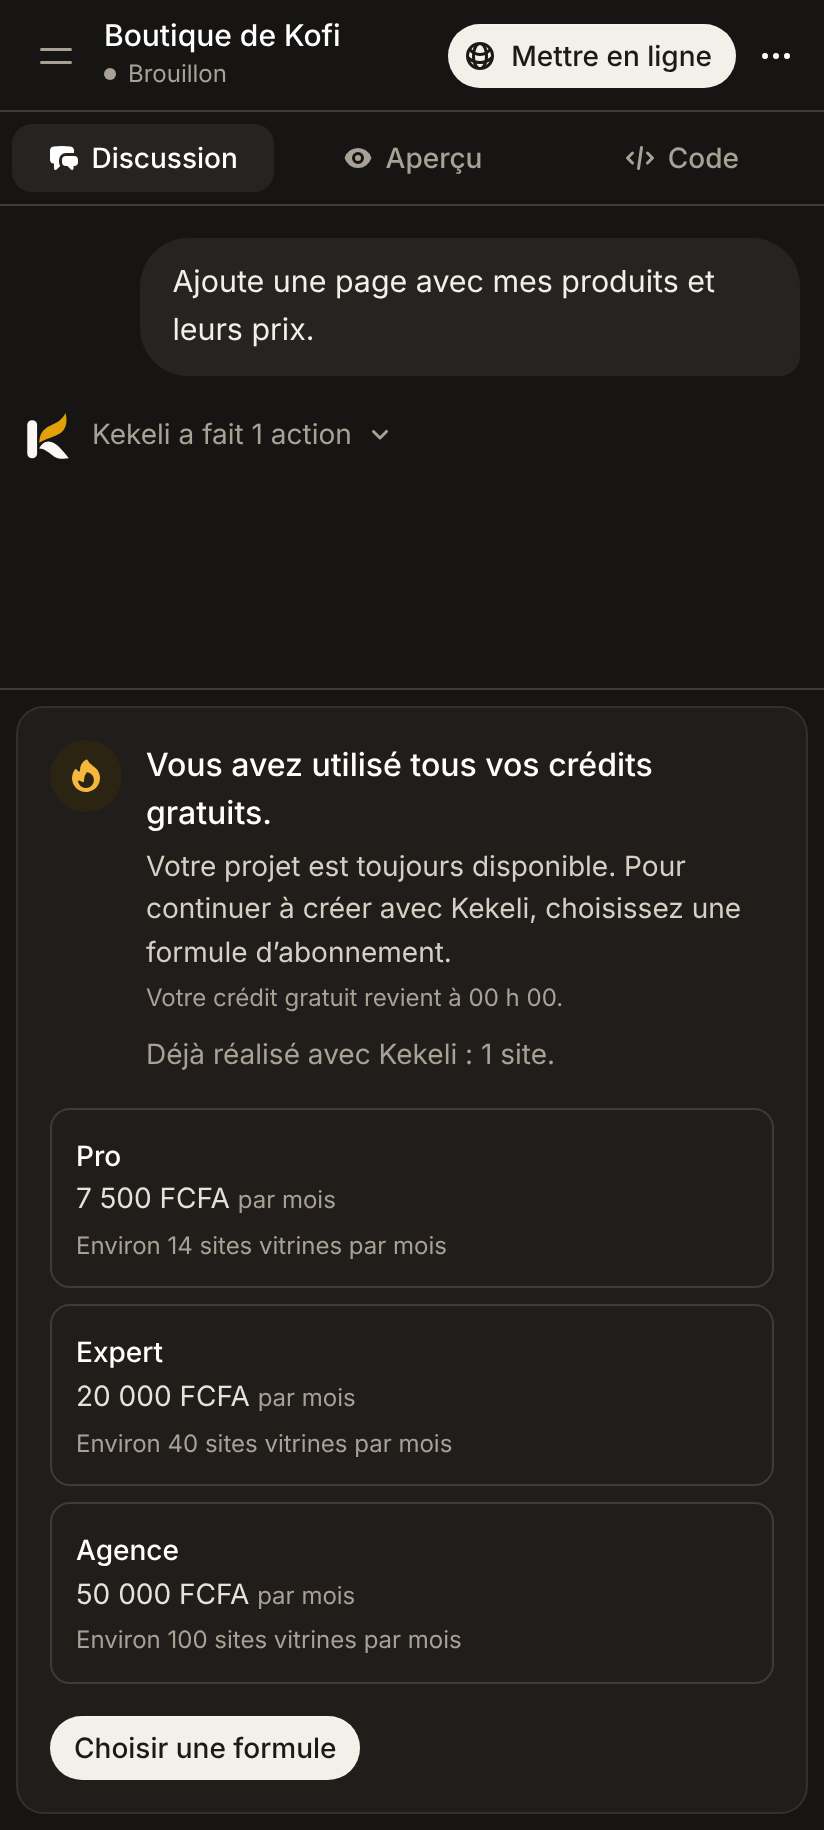 Boutique de Kofi
Brouillon
Mettre en ligne
Discussion
Aperçu
Code
Ajoute une page avec mes produits et
leurs prix.
Kekeli a fait 1 action
Vous avez utilisé tous vos crédits
gratuits.
Votre projet est toujours disponible. Pour
continuer à créer avec Kekeli, choisissez une
formule d’abonnement.
Votre crédit gratuit revient à 00 h 00.
Déjà réalisé avec Kekeli : 1 site.
Pro
7 500 FCFA par mois
Environ 14 sites vitrines par mois
Expert
20 000 FCFA par mois
Environ 40 sites vitrines par mois
Agence
50 000 FCFA par mois
Environ 100 sites vitrines par mois
Choisir une formule